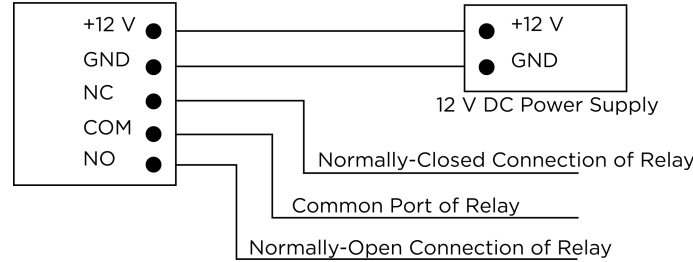 +12 V
GND
NC
COM
NO
+12 V
GND
12 V DC Power Supply
Normally-Closed Connection of Relay
Common Port of Relay
Normally-Open Connection of Relay